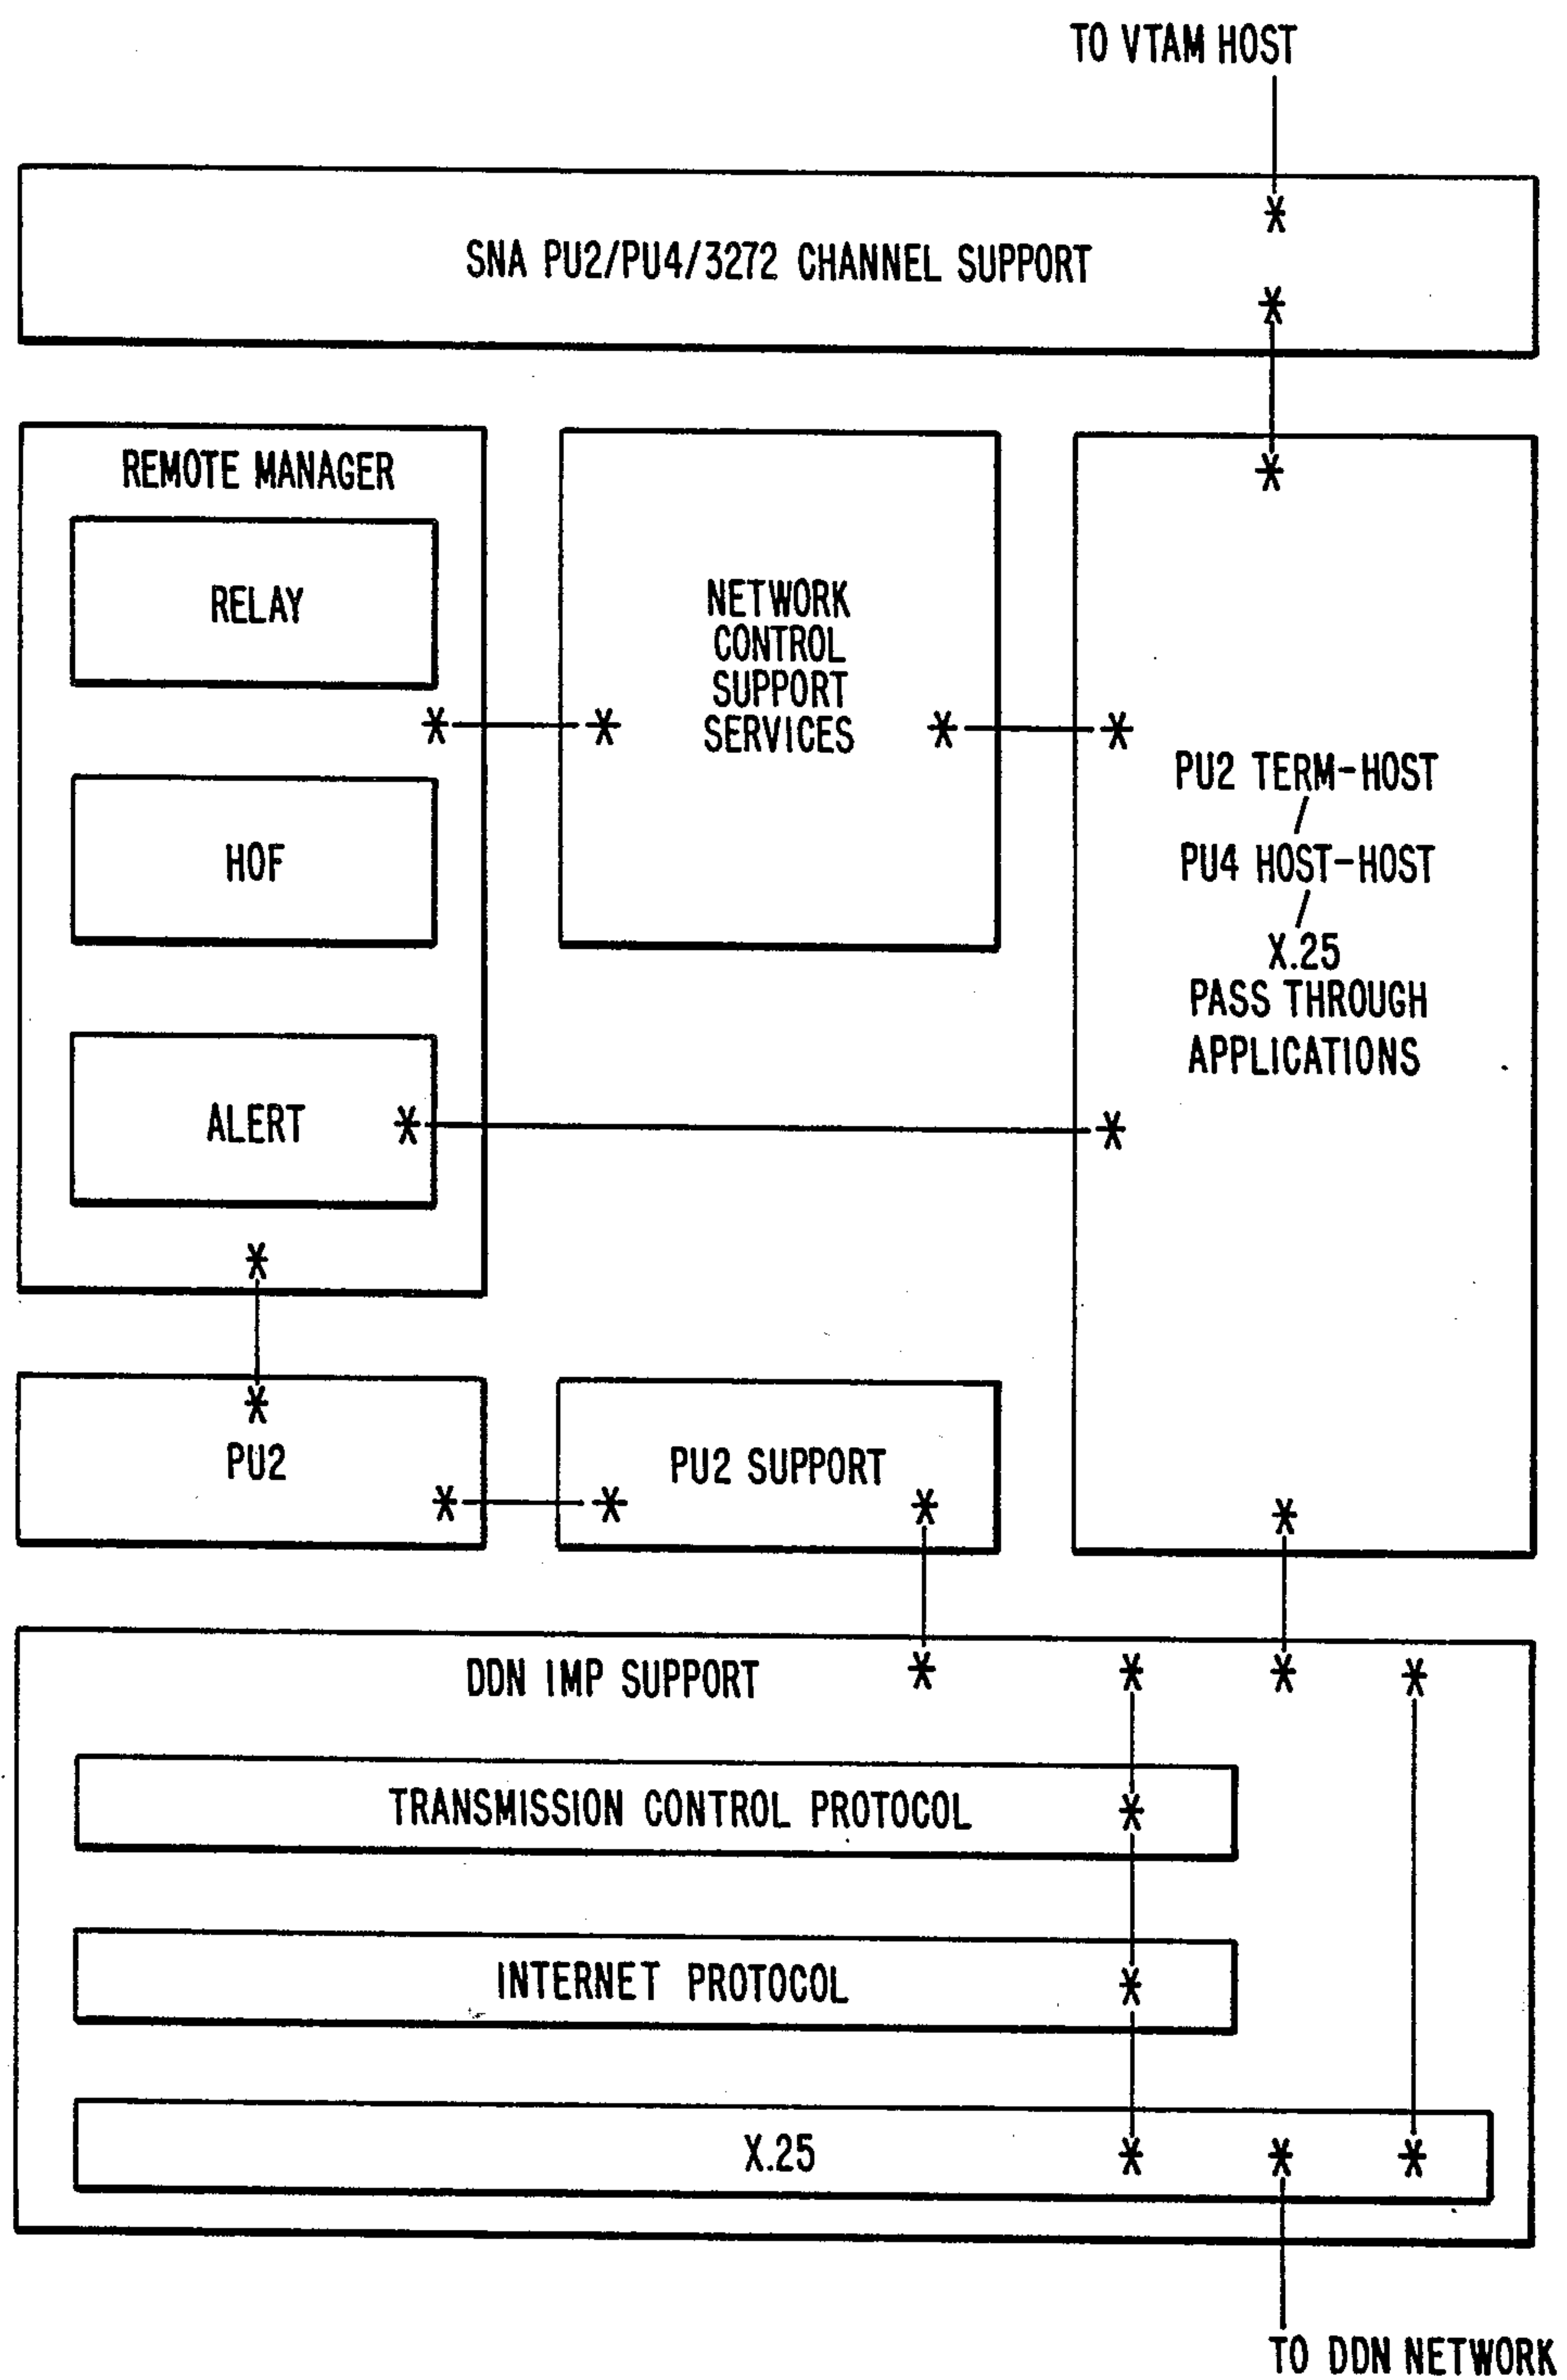 TO VTAM HOST
SNA PU2/PU4/3272 CHANNEL SUPPORT
REMOTE MANAGER
RELAY
HOF
ALERT
NETWORK
CONTROL
SUPPORT
SERVICES
PU2 TERM-HOST
/
PU4 HOST-HOST
/
X.25
PASS THROUGH
APPLICATIONS
PU2
PU2 SUPPORT
DDN IMP SUPPORT
TRANSMISSION CONTROL PROTOCOL
INTERNET PROTOCOL
X.25
TO DDN NETWORK